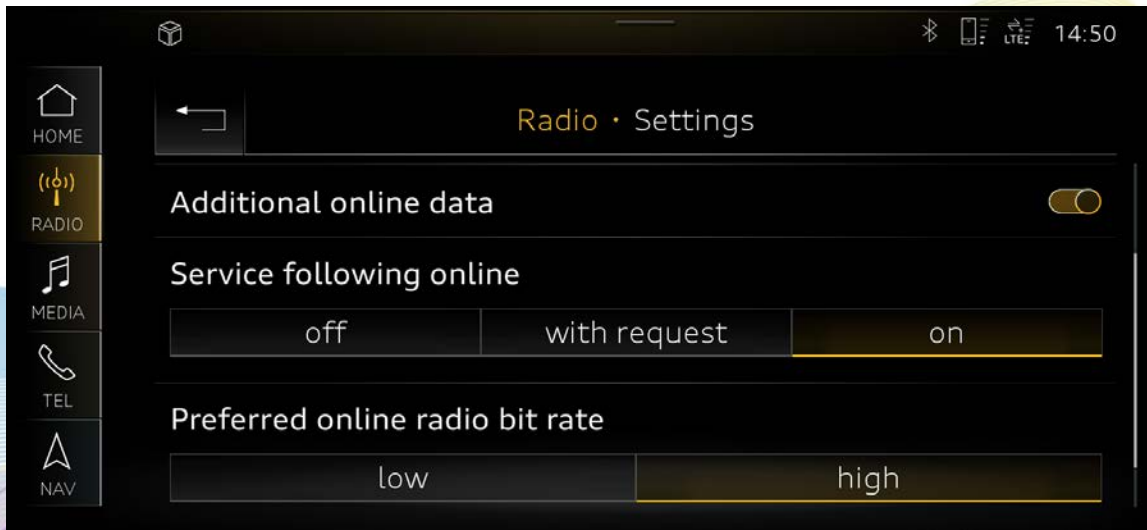 LTE 14:50
HOME
Radio · Settings
RADIO
Additional online data
Service following online
MEDIA
off with request on
TEL
Preferred online radio bit rate
NAV
low high